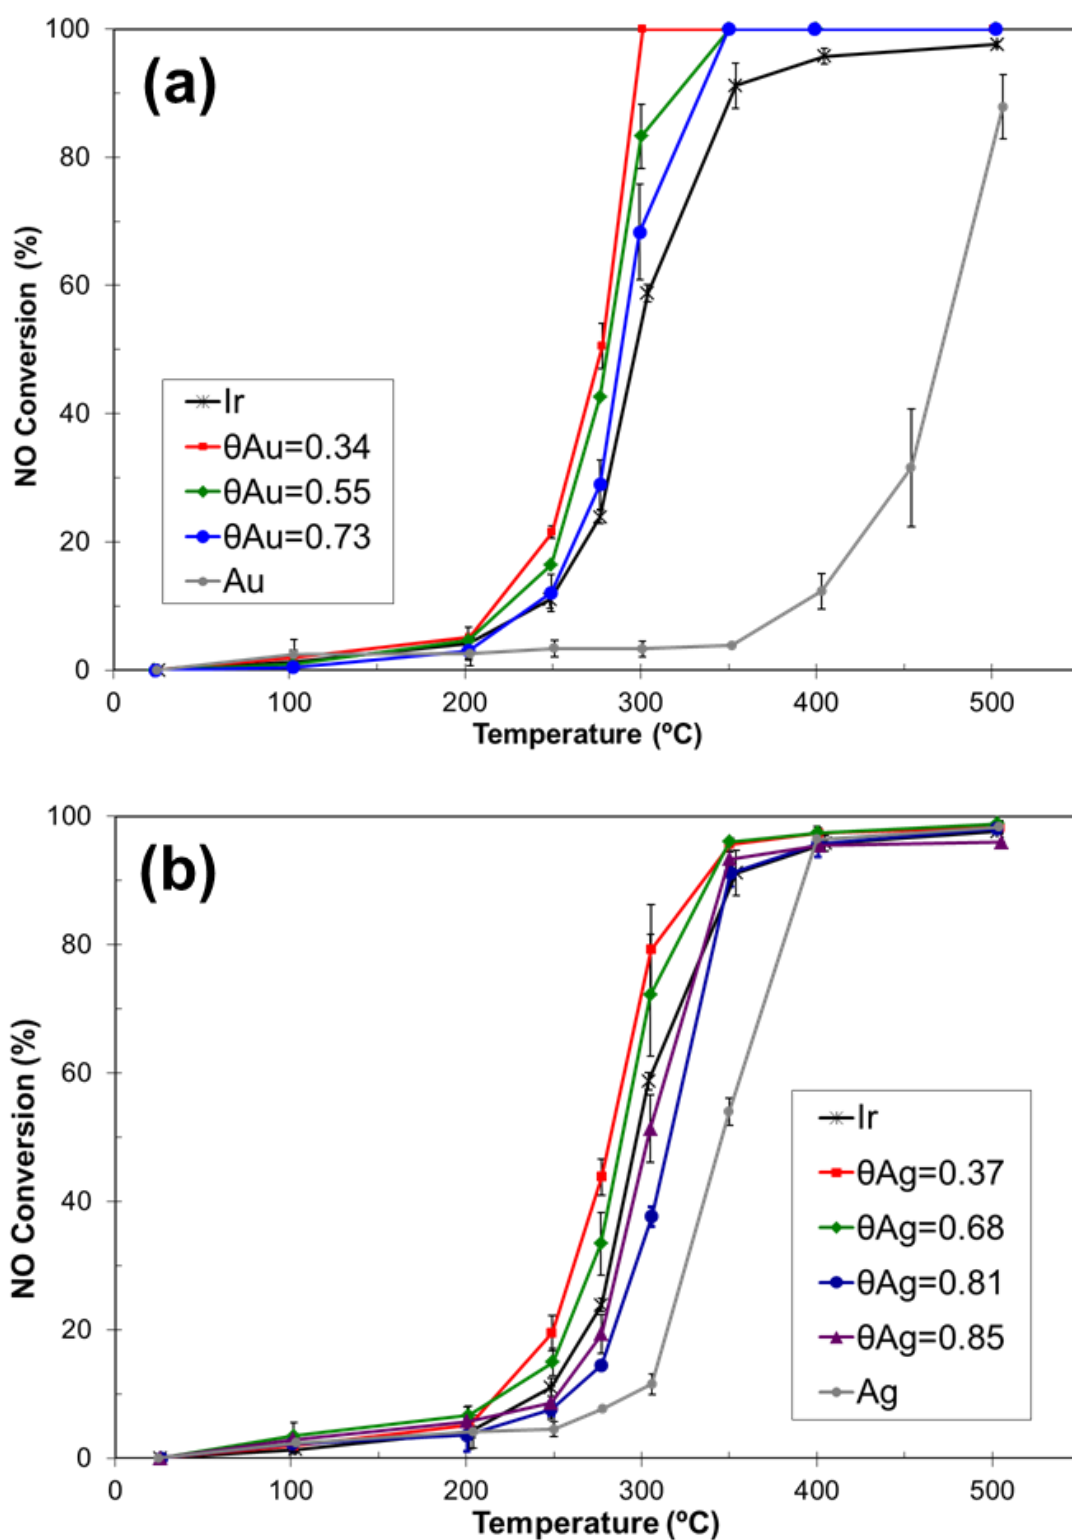 (a)
100
80
60
40
20
0
NO Conversion (%)
Ir
θAu=0.34
θAu=0.55
θAu=0.73
Au
0 100 200 300 400 500
Temperature (ºC)
(b)
100
80
60
40
20
0
NO Conversion (%)
Ir
θAg=0.37
θAg=0.68
θAg=0.81
θAg=0.85
Ag
0 100 200 300 400 500
Temperature (ºC)